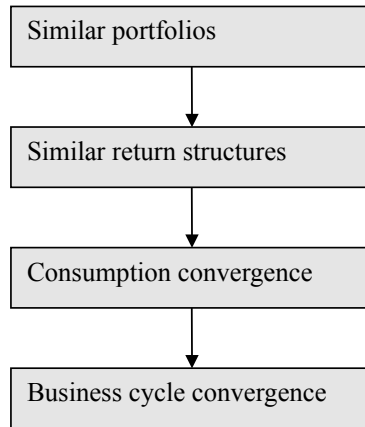 Similar portfolios
Similar return structures
Consumption convergence
Business cycle convergence